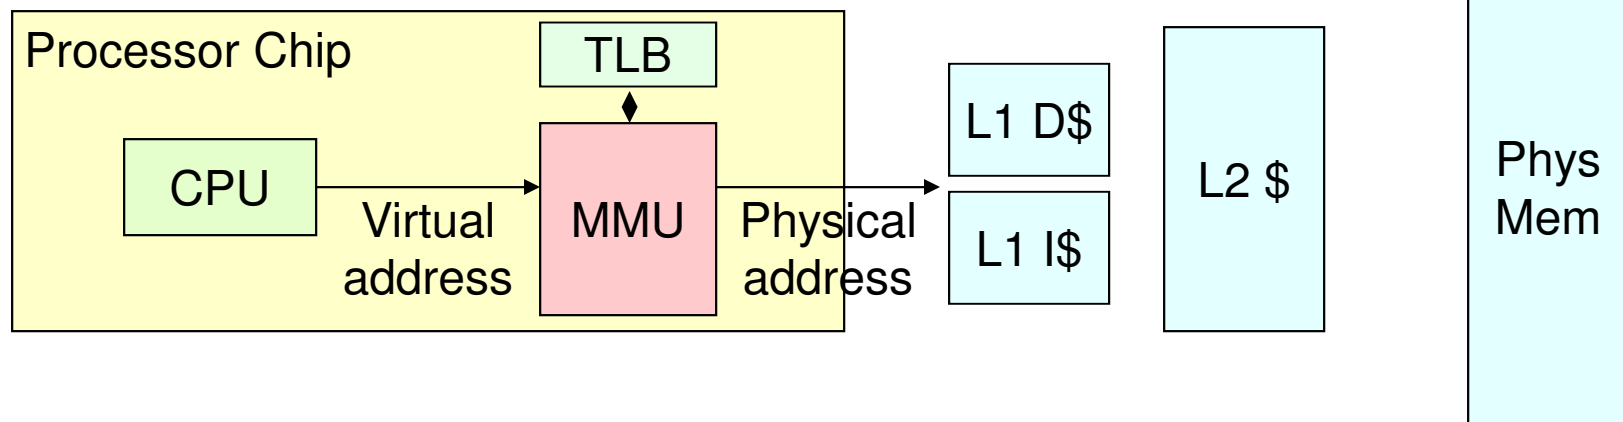 Processor Chip
TLB
CPU
Virtual
address
MMU
Physical
address
L1 D$
L1 I$
L2 $
Phys
Mem